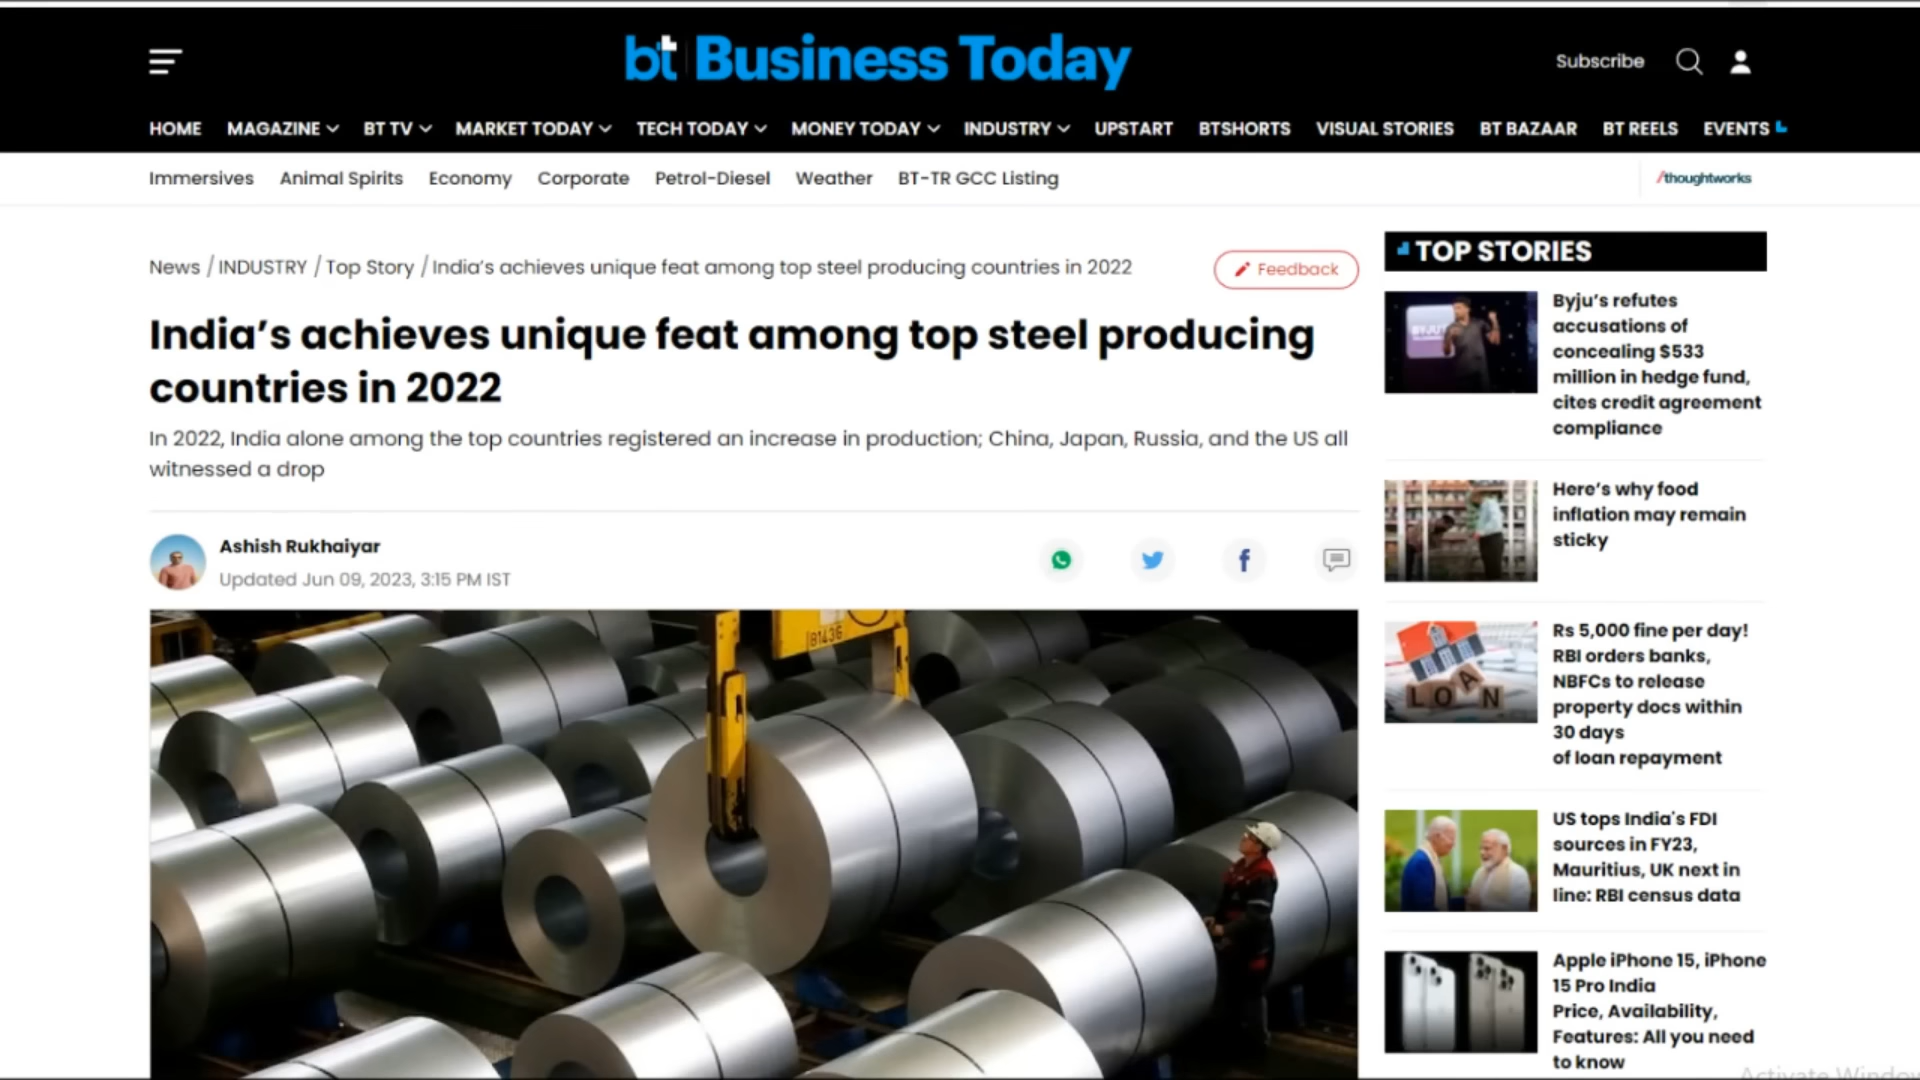 bt Business Today
Subscribe
HOME MAGAZINE BT TV MARKET TODAY TECH TODAY MONEY TODAY INDUSTRY UPSTART BTSHORTS VISUAL STORIES BT BAZAAR BT REELS EVENTS
Immersives Animal Spirits Economy Corporate Petrol-Diesel Weather BT-TR GCC Listing
/thoughtworks
News / INDUSTRY / Top Story / India's achieves unique feat among top steel producing countries in 2022
Feedback
India's achieves unique feat among top steel producing
countries in 2022
In 2022, India alone among the top countries registered an increase in production; China, Japan, Russia, and the US all
witnessed a drop
Ashish Rukhaiyar
Updated Jun 09, 2023, 3:15 PM IST
81436
TOP STORIES
BYJU'S
Byju's refutes
accusations of
concealing $533
million in hedge fund,
cites credit agreement
compliance
Here's why food
inflation may remain
sticky
LOAN
Rs 5,000 fine per day!
RBI orders banks,
NBFCs to release
property docs within
30 days
of loan repayment
US tops India's FDI
sources in FY23,
Mauritius, UK next in
line: RBI census data
Apple iPhone 15, iPhone
15 Pro India
Price, Availability,
Features: All you need
to know
Activate Windows